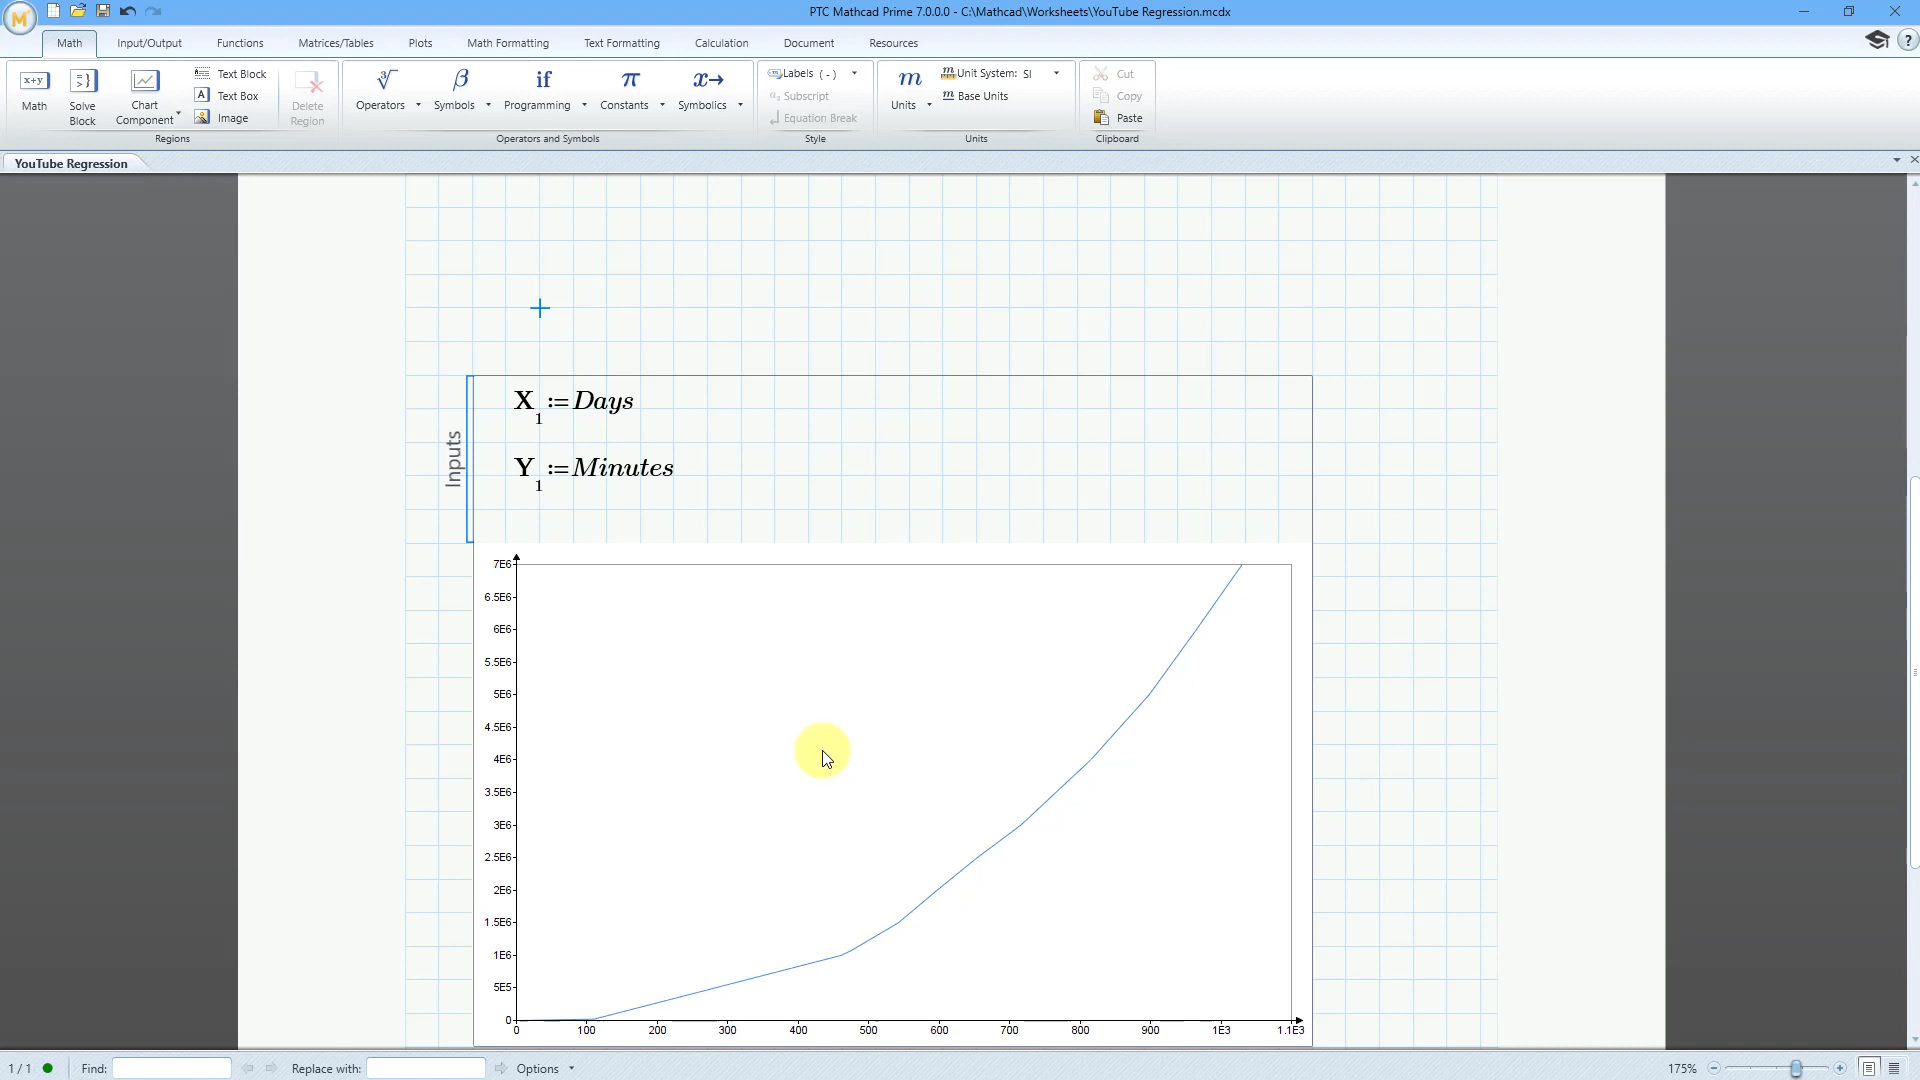 PTC Mathcad Prime 7.0.0.0 - C:\Mathcad\Worksheets\YouTube Regression.mcdx
Math Input/Output Functions Matrices/Tables Plots Math Formatting Text Formatting Calculation Document Resources
Math
Solve Block
Chart Component
Text Block
Text Box
Image
Delete Region
Regions
Operators
Symbols
Programming
Constants
Symbolics
Operators and Symbols
Labels (-)
Subscript
Equation Break
Style
Units
Unit System: SI
Base Units
Units
Cut
Copy
Paste
Clipboard
YouTube Regression
Inputs
X1 := Days
Y1 := Minutes
7E6
6.5E6
6E6
5.5E6
5E6
4.5E6
4E6
3.5E6
3E6
2.5E6
2E6
1.5E6
1E6
5E5
0
0 100 200 300 400 500 600 700 800 900 1E3 1.1E3
1 / 1 Find: Replace with: Options 175%